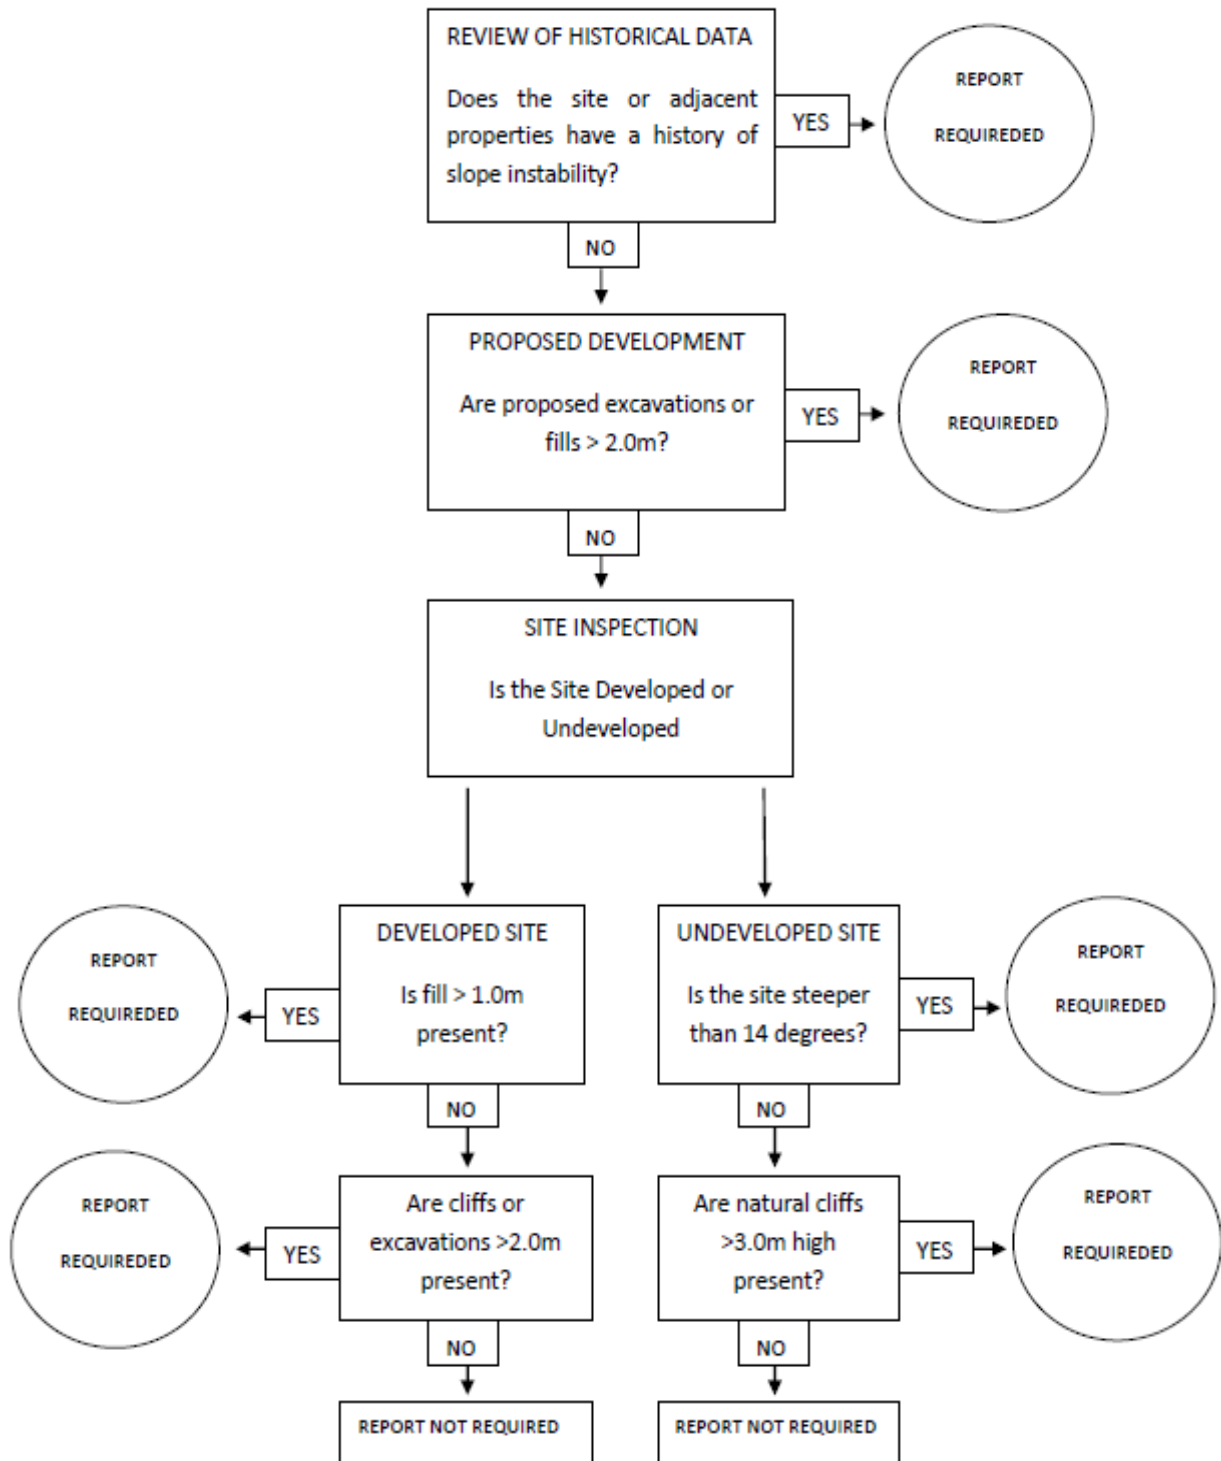 REVIEW OF HISTORICAL DATA
Does the site or adjacent
properties have a history of
slope instability?
YES
REPORT
REQUIREDED
NO
PROPOSED DEVELOPMENT
Are proposed excavations or
fills > 2.0m?
YES
REPORT
REQUIREDED
NO
SITE INSPECTION
Is the Site Developed or
Undeveloped
DEVELOPED SITE
Is fill > 1.0m
present?
YES
REPORT
REQUIREDED
NO
Are cliffs or
excavations >2.0m
present?
YES
REPORT
REQUIREDED
NO
REPORT NOT REQUIRED
UNDEVELOPED SITE
Is the site steeper
than 14 degrees?
YES
REPORT
REQUIREDED
NO
Are natural cliffs
>3.0m high
present?
YES
REPORT
REQUIREDED
NO
REPORT NOT REQUIRED